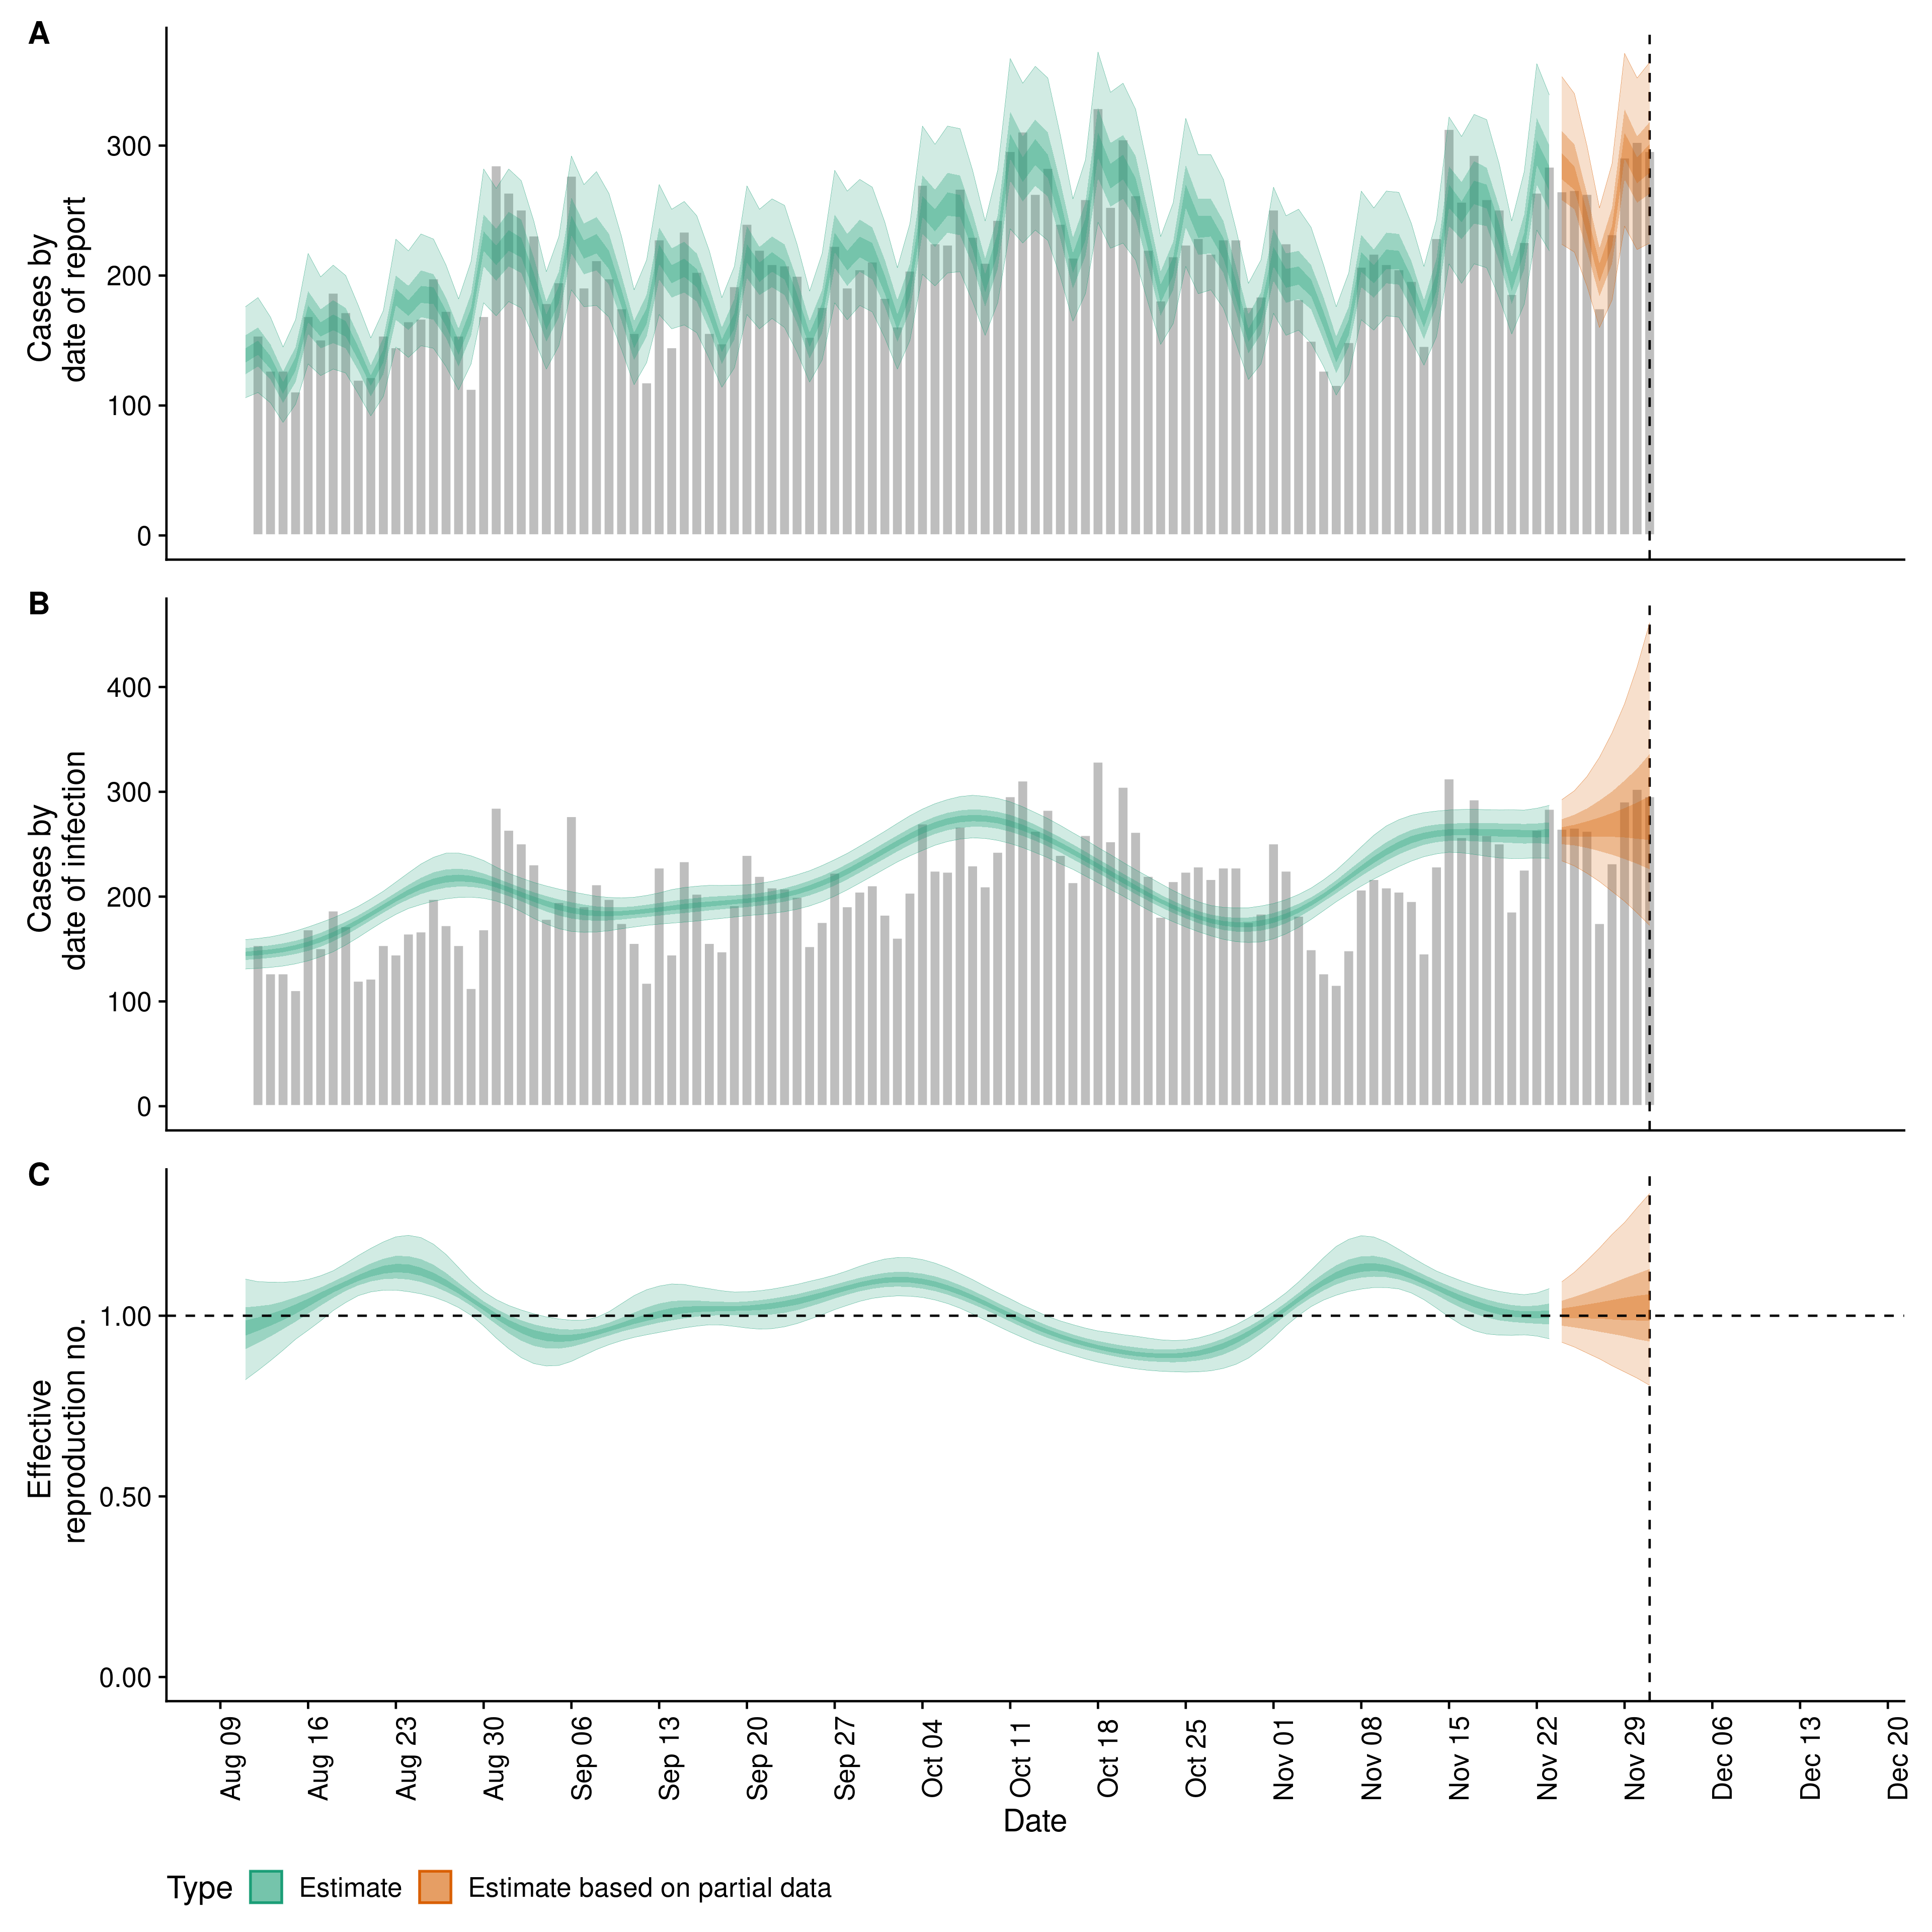 A
Cases by
date of report
300
200
100
0
B
Cases by
date of infection
400
300
200
100
0
C
Effective
reproduction no.
1.00
0.50
0.00
Aug 09
Aug 16
Aug 23
Aug 30
Sep 06
Sep 13
Sep 20
Sep 27
Oct 04
Oct 11
Oct 18
Oct 25
Nov 01
Nov 08
Nov 15
Nov 22
Nov 29
Dec 06
Dec 13
Dec 20
Date
Type Estimate Estimate based on partial data